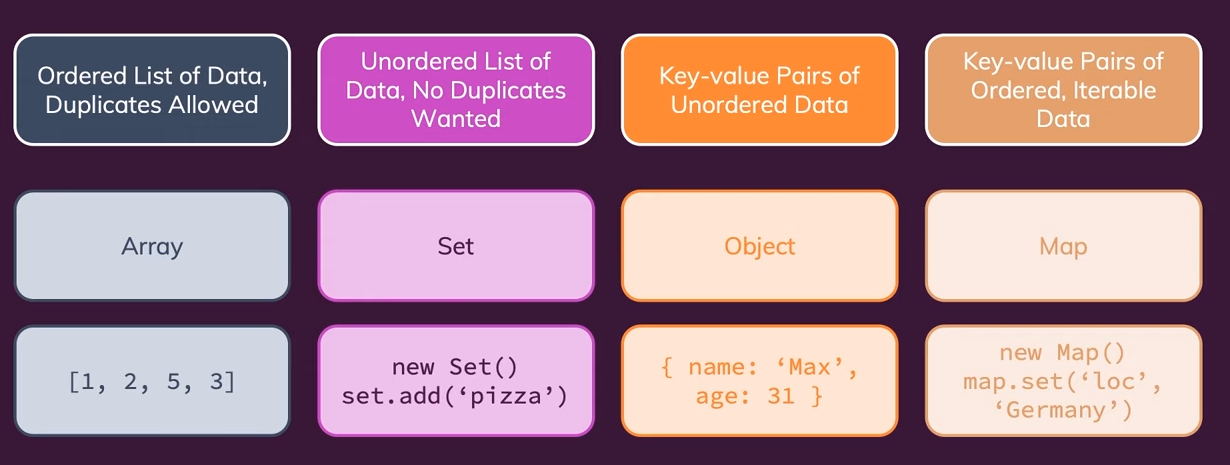 Ordered List of Data,
Duplicates Allowed
Unordered List of
Data, No Duplicates
Wanted
Key-value Pairs of
Unordered Data
Key-value Pairs of
Ordered, Iterable
Data
Array
Set
Object
Map
[1, 2, 5, 3]
new Set()
set.add(‘pizza’)
{ name: ‘Max’,
age: 31 }
new Map()
map.set(‘loc’,
‘Germany’)